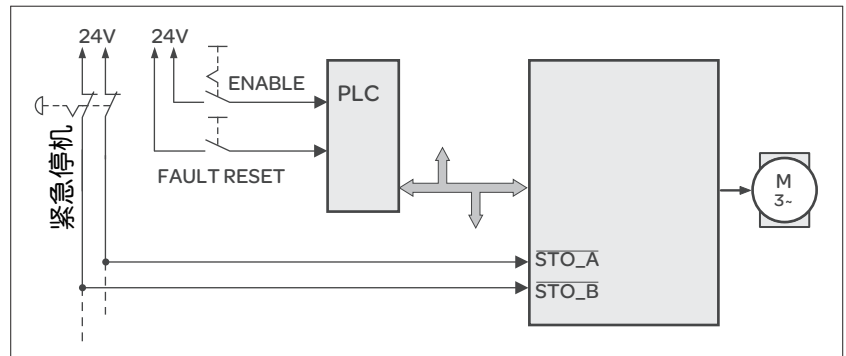 24V
24V
ENABLE
PLC
FAULT RESET
紧急停机
M
3~
STO_A
STO_B